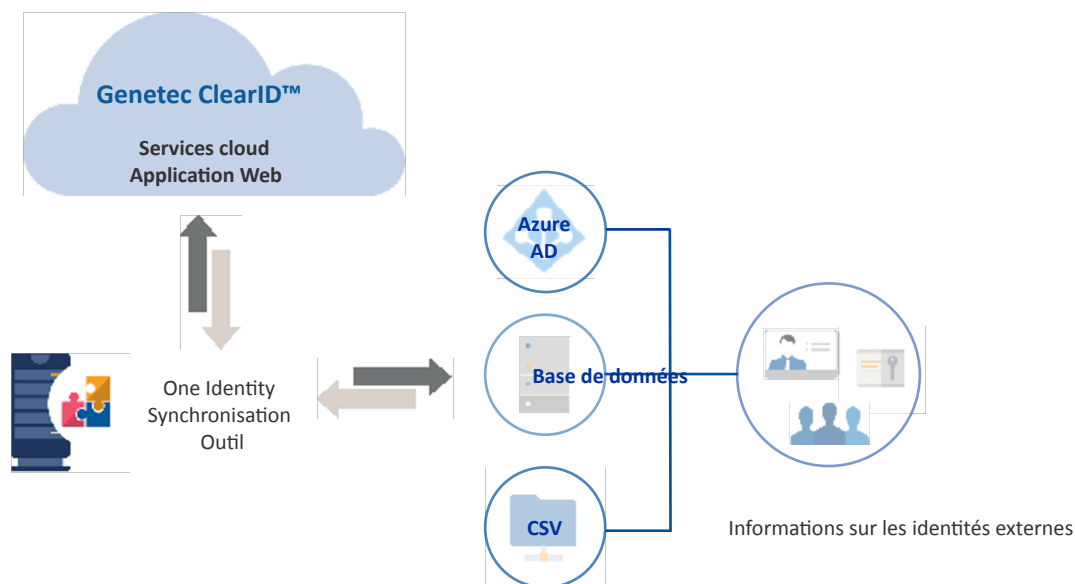 Genetec ClearID™
Services cloud
Application Web
Azure
AD
One Identity
Synchronisation
Outil
Base de données
CSV
Informations sur les identités externes